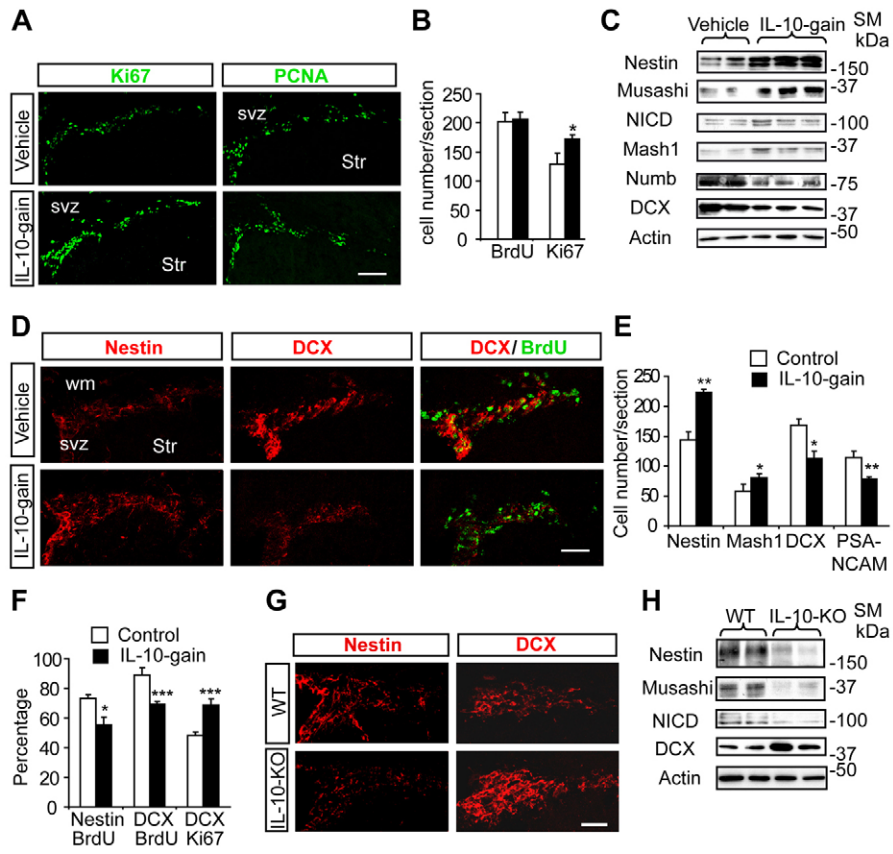 A
Ki67 PCNA
Vehicle
svz
Str
IL-10-gain
svz
Str
B
cell number/section
250
200
150
100
50
0
*
BrdU Ki67
C
Vehicle IL-10-gain SM
kDa
Nestin -150
Musashi -37
NICD -100
Mash1 -37
Numb -75
DCX -37
Actin -50
D
Nestin DCX DCX/BrdU
Vehicle
wm
svz Str
IL-10-gain
E
Control
IL-10-gain
Cell number/section
250
200
150
100
50
0
** * * **
Nestin Mash1 DCX PSA-
NCAM
F
Control
IL-10-gain
Percentage
100
80
60
40
20
0
* *** ***
Nestin DCX DCX
BrdU BrdU Ki67
G
Nestin DCX
WT
IL-10-KO
H
WT IL-10-KO SM
kDa
Nestin -150
Musashi -37
NICD -100
DCX -37
Actin -50